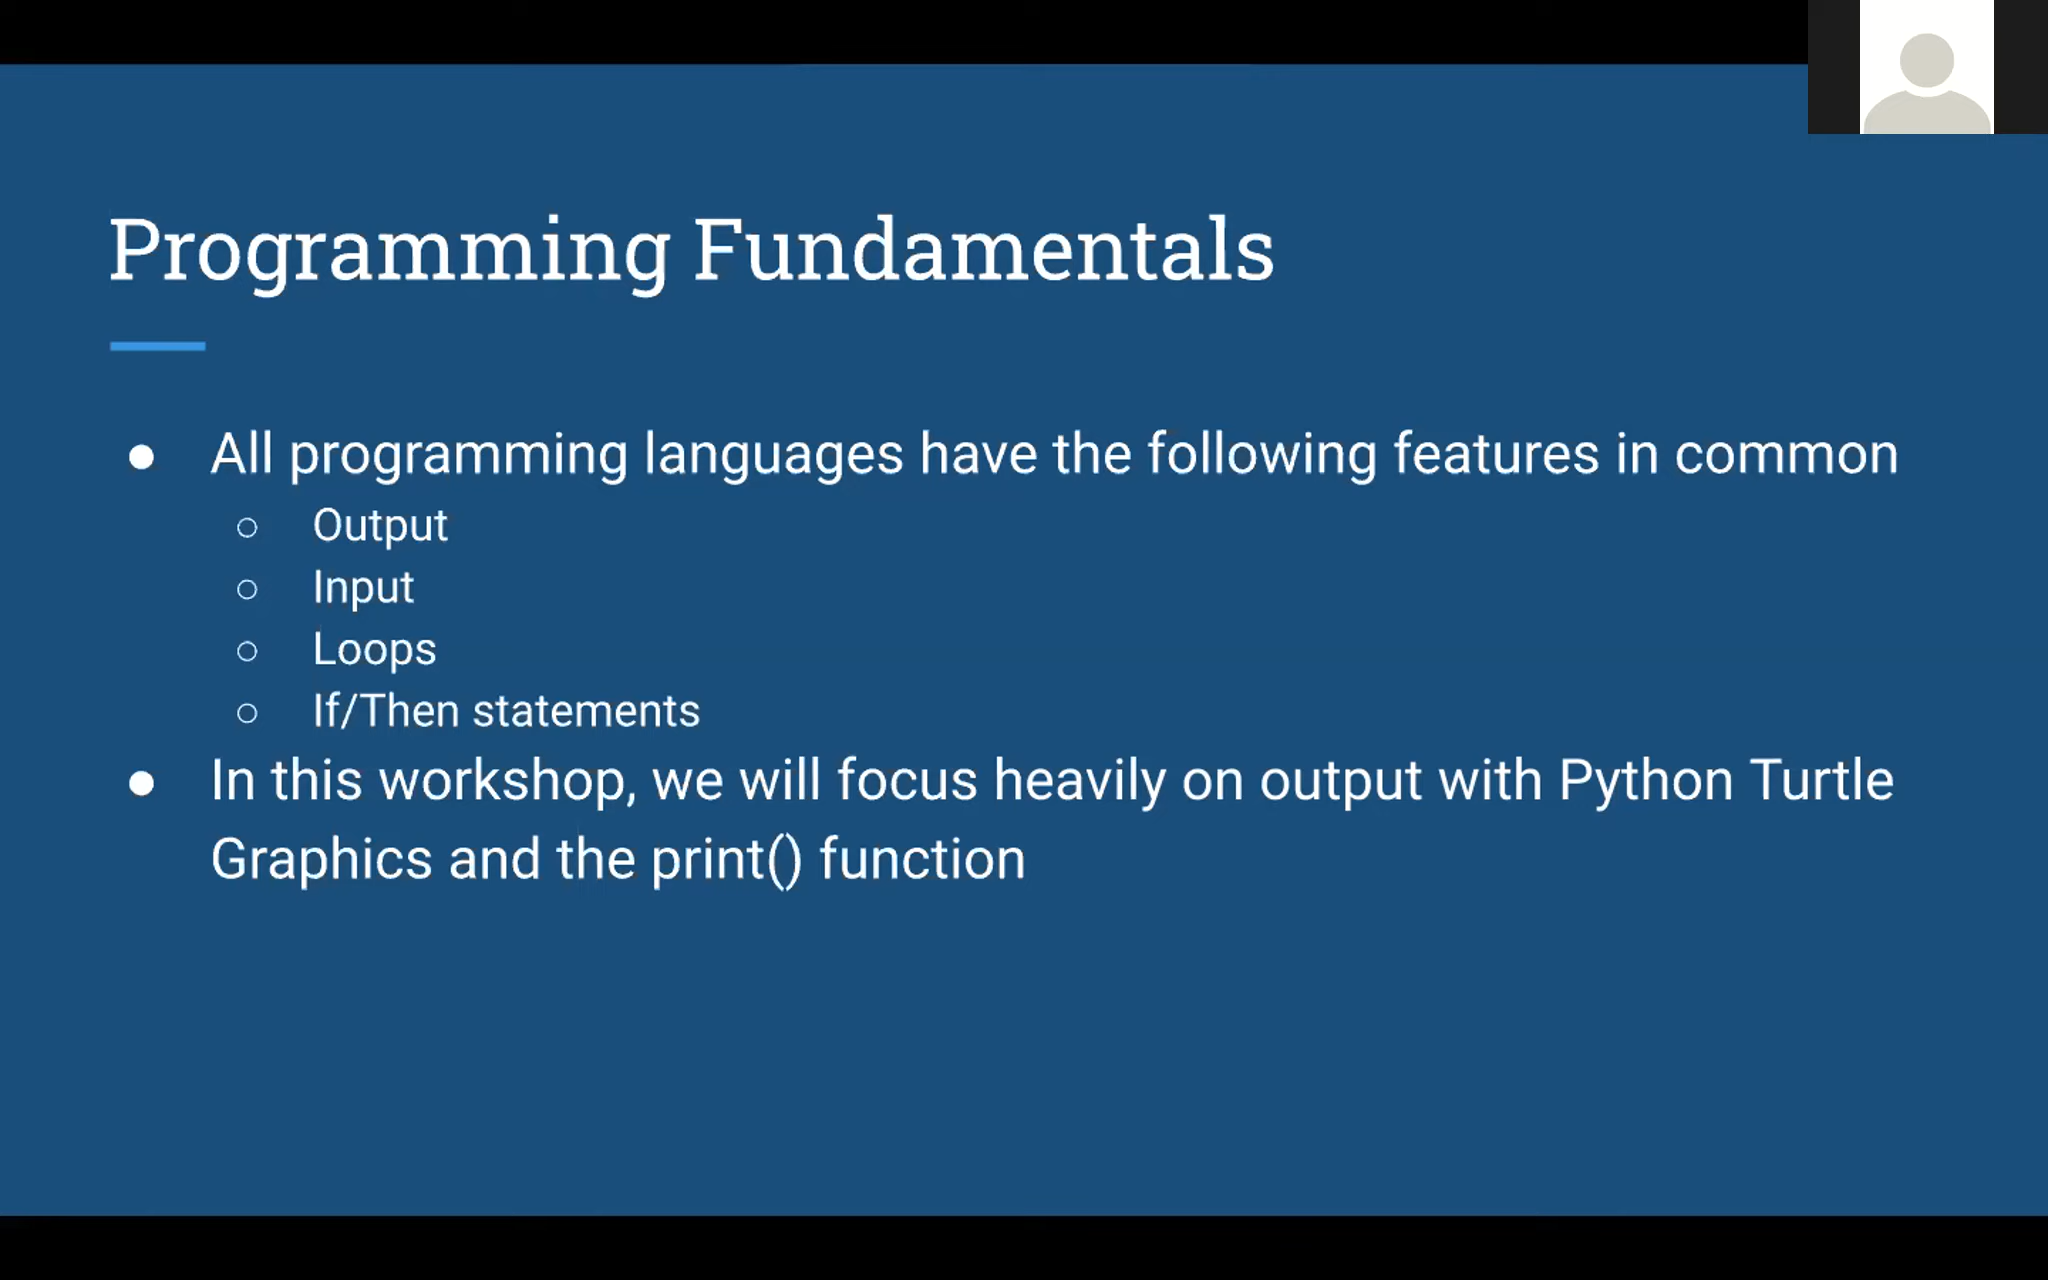 Programming Fundamentals
● All programming languages have the following features in common
○ Output
○ Input
○ Loops
○ If/Then statements
● In this workshop, we will focus heavily on output with Python Turtle
Graphics and the print() function